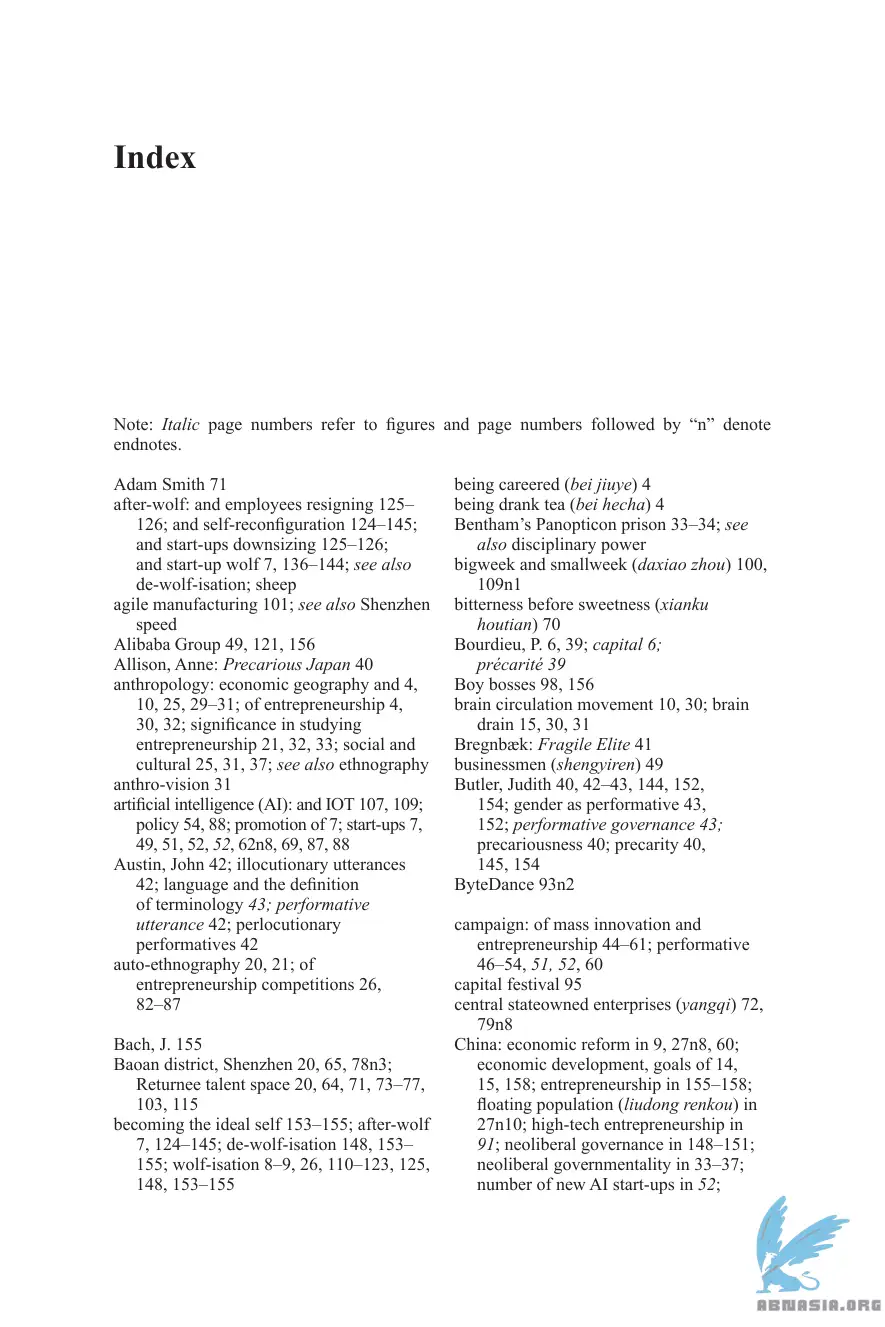 Index
Note: Italic page numbers refer to figures and page numbers followed by “n” denote
endnotes.
Adam Smith 71
after-wolf: and employees resigning 125–
126; and self-reconfiguration 124–145;
and start-ups downsizing 125–126;
and start-up wolf 7, 136–144; see also
de-wolf-isation; sheep
agile manufacturing 101; see also Shenzhen
speed
Alibaba Group 49, 121, 156
Allison, Anne: Precarious Japan 40
anthropology: economic geography and 4,
10, 25, 29–31; of entrepreneurship 4,
30, 32; significance in studying
entrepreneurship 21, 32, 33; social and
cultural 25, 31, 37; see also ethnography
anthro-vision 31
artificial intelligence (AI): and IOT 107, 109;
policy 54, 88; promotion of 7; start-ups 7,
49, 51, 52, 52, 62n8, 69, 87, 88
Austin, John 42; illocutionary utterances
42; language and the definition
of terminology 43; performative
utterance 42; perlocutionary
performatives 42
auto-ethnography 20, 21; of
entrepreneurship competitions 26,
82–87
Bach, J. 155
Baoan district, Shenzhen 20, 65, 78n3;
Returnee talent space 20, 64, 71, 73–77,
103, 115
becoming the ideal self 153–155; after-wolf
7, 124–145; de-wolf-isation 148, 153–
155; wolf-isation 8–9, 26, 110–123, 125,
148, 153–155
being careered (bei jiuye) 4
being drank tea (bei hecha) 4
Bentham’s Panopticon prison 33–34; see
also disciplinary power
bigweek and smallweek (daxiao zhou) 100,
109n1
bitterness before sweetness (xianku
houtian) 70
Bourdieu, P. 6, 39; capital 6;
précarité 39
Boy bosses 98, 156
brain circulation movement 10, 30; brain
drain 15, 30, 31
Bregnbæk: Fragile Elite 41
businessmen (shengyiren) 49
Butler, Judith 40, 42–43, 144, 152,
154; gender as performative 43,
152; performative governance 43;
precariousness 40; precarity 40,
145, 154
ByteDance 93n2
campaign: of mass innovation and
entrepreneurship 44–61; performative
46–54, 51, 52, 60
capital festival 95
central stateowned enterprises (yangqi) 72,
79n8
China: economic reform in 9, 27n8, 60;
economic development, goals of 14,
15, 158; entrepreneurship in 155–158;
floating population (liudong renkou) in
27n10; high-tech entrepreneurship in
91; neoliberal governance in 148–151;
neoliberal governmentality in 33–37;
number of new AI start-ups in 52;
ABNASIA.ORG